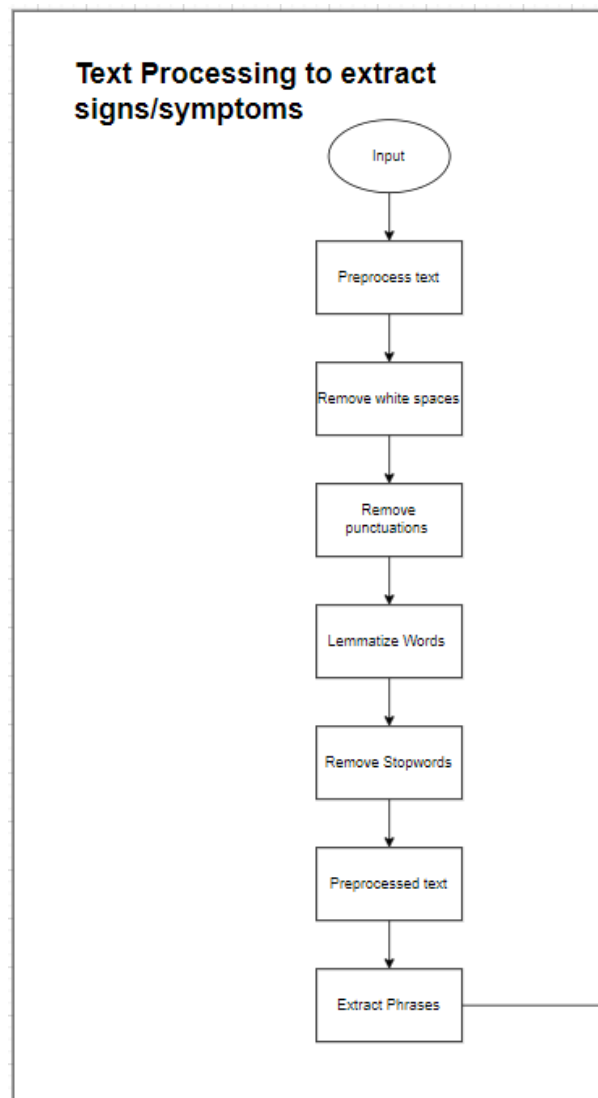 Text Processing to extract
signs/symptoms
Input
Preprocess text
Remove white spaces
Remove
punctuations
Lemmatize Words
Remove Stopwords
Preprocessed text
Extract Phrases